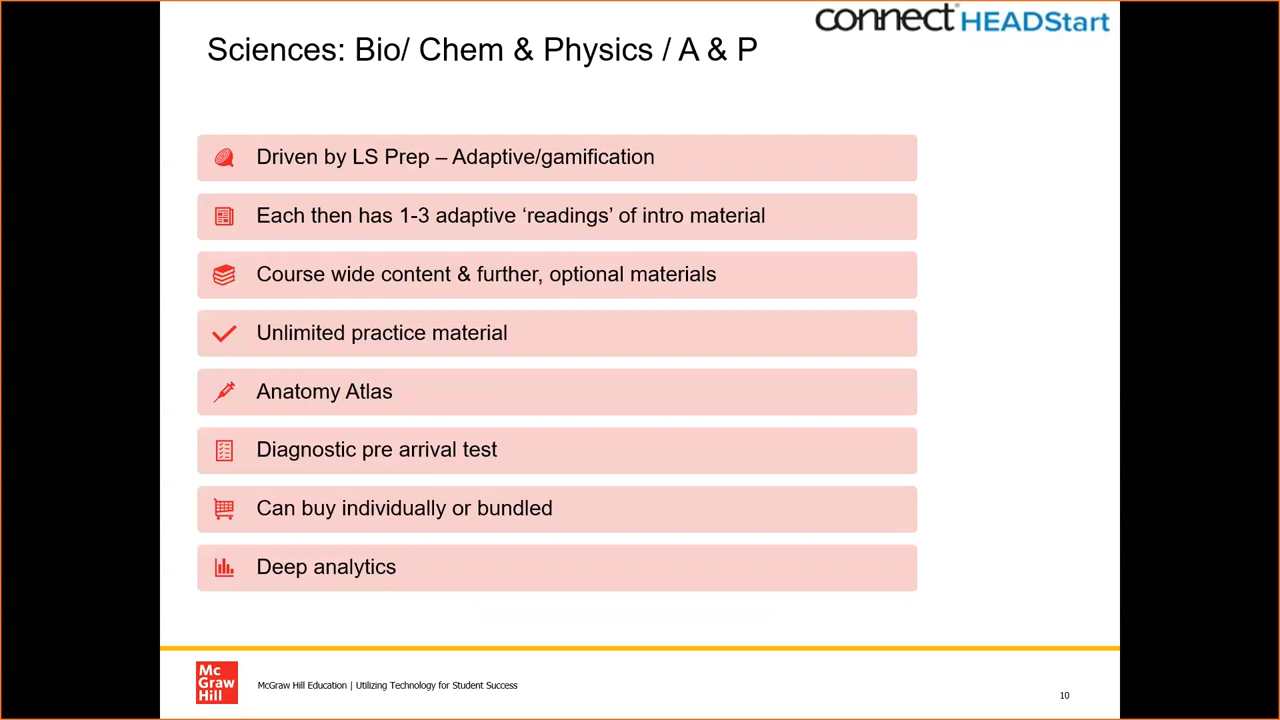 connect HEADStart
Sciences: Bio/ Chem & Physics / A & P
Driven by LS Prep – Adaptive/gamification
Each then has 1-3 adaptive ‘readings’ of intro material
Course wide content & further, optional materials
Unlimited practice material
Anatomy Atlas
Diagnostic pre arrival test
Can buy individually or bundled
Deep analytics
Mc
Graw
Hill
McGraw Hill Education | Utilizing Technology for Student Success
10